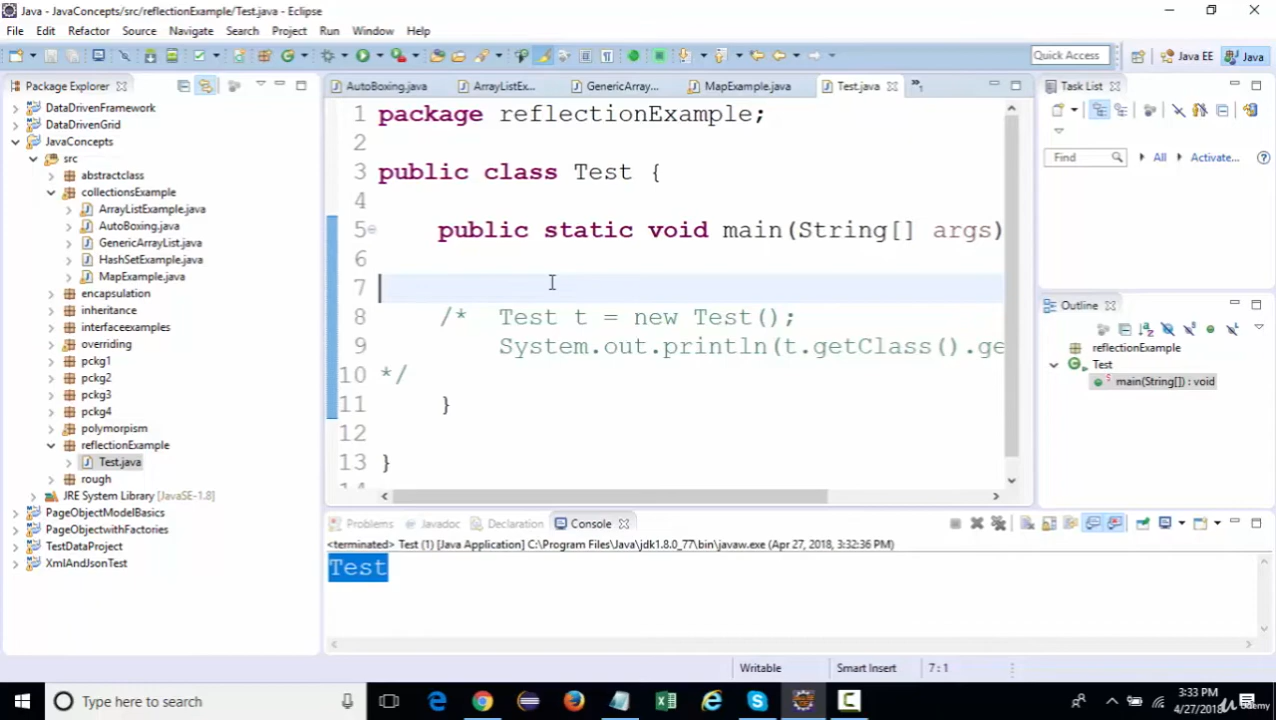 Java - JavaConcepts/src/reflectionExample/Test.java - Eclipse
File Edit Refactor Source Navigate Search Project Run Window Help
Quick Access
Java EE
Java
Package Explorer
DataDrivenFramework
DataDrivenGrid
JavaConcepts
src
abstractclass
collectionsExample
ArrayListExample.java
AutoBoxing.java
GenericArrayList.java
HashSetExample.java
MapExample.java
encapsulation
inheritance
interfaceexamples
overriding
pckg1
pckg2
pckg3
pckg4
polymorpism
reflectionExample
Test.java
rough
JRE System Library [JavaSE-1.8]
PageObjectModelBasics
PageObjectwithFactories
TestDataProject
XmlAndJsonTest
AutoBoxing.java ArrayListEx... GenericArray... MapExample.java Test.java »1
1 package reflectionExample;
2
3 public class Test {
4
5 public static void main(String[] args)
6
7
8 /* Test t = new Test();
9 System.out.println(t.getClass().ge
10 */
11 }
12
13 }
Task List
Find
All
Activate...
Outline
reflectionExample
Test
main(String[]) : void
Problems Javadoc Declaration Console
<terminated> Test (1) [Java Application] C:\Program Files\Java\jdk1.8.0_77\bin\javaw.exe (Apr 27, 2018, 3:32:36 PM)
Test
Writable Smart Insert 7 : 1
Type here to search
3:33 PM
4/27/2018
Udemy